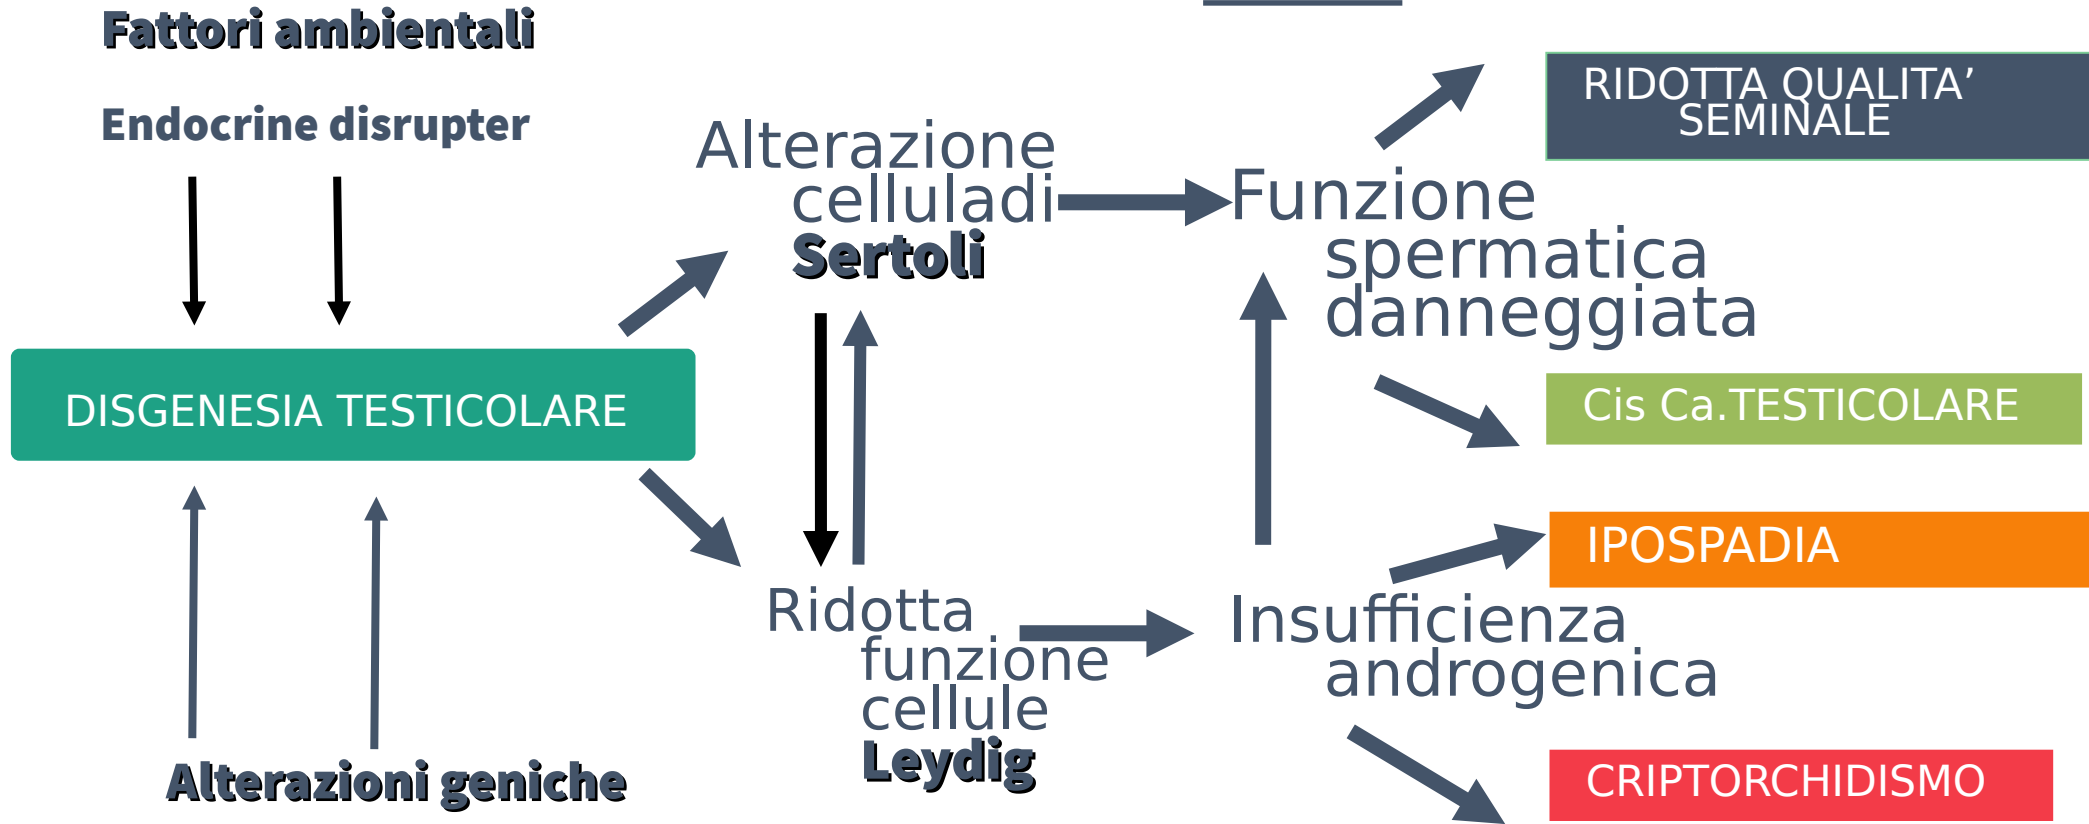 Fattori ambientali
Endocrine disrupter
DISGENESIA TESTICOLARE
Alterazioni geniche
Alterazione
celluladi
Sertoli
Ridotta
funzione
cellule
Leydig
Funzione
spermatica
danneggiata
Insufficienza
androgenica
RIDOTTA QUALITA’
SEMINALE
Cis Ca.TESTICOLARE
IPOSPADIA
CRIPTORCHIDISMO